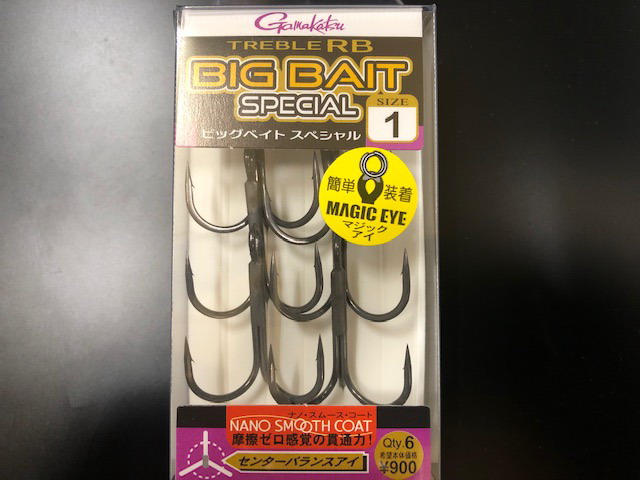 Gamakatsu
TREBLE RB
BIG BAIT
SPECIAL
SIZE
1
ビッグベイト スペシャル
簡単 装着
MAGIC EYE
マジック
アイ
ナノ・スムース・コート
NANO SMOOTH COAT
摩擦ゼロ感覚の貫通力!
センターバランスアイ
Qty.6
希望本体価格
¥900